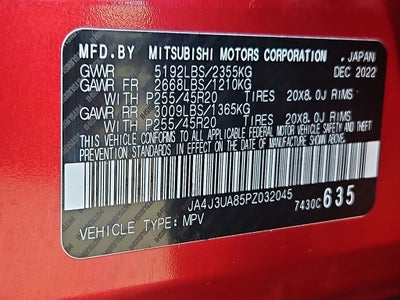 MFD.BY MITSUBISHI MOTORS CORPORATION , JAPAN
GVWR 5192LBS/2355KG DEC 2022
GAWR FR 2668LBS/1210KG
WITH P255/45R20 TIRES 20X8.0J RIMS
GAWR RR 3009LBS/1365KG
WITH P255/45R20 TIRES 20X8.0J RIMS
THIS VEHICLE CONFORMS TO ALL APPLICABLE FEDERAL MOTOR VEHICLE
SAFETY, BUMPER, AND THEFT PREVENTION STANDARDS IN EFFECT ON
THE DATE OF MANUFACTURE SHOWN ABOVE.
JA4J3UA85PZ032045
7430C 635
VEHICLE TYPE: MPV